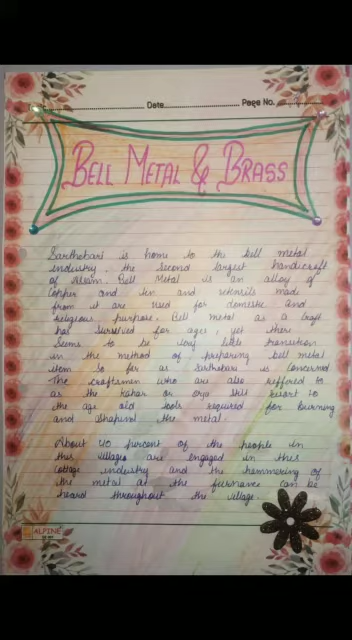 Date Page No.
BELL METAL & BRASS
Sarthebari is home to the bell metal
industry, the second largest handicraft
of Assam. Bell Metal is an alloy of
Copper and tin and utensils made
from it are used for domestic and
religious purpose. Bell metal as a craft
has survived for ages, yet there
seems to be very little transition
in the method of preparing bell metal
item so far as Sarthebari is concerned
The craftsmen who are also reffered to
as the Kahar or orja still resort to
the age old tools required for burning
and shapind the metal.
About 40 percent of the people in
this villages are engaged in this
Cottage industry and the hammering of
the metal at the furnance can be
heard throughout the village.
ALPINE